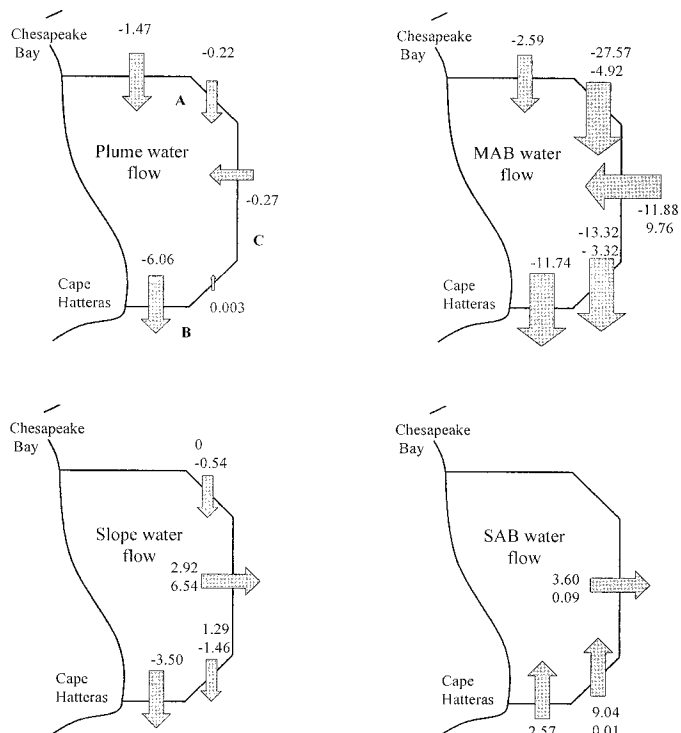 Chesapeake
Bay
-1.47
-0.22
A
Plume water
flow
-0.27
C
-6.06
Cape
Hatteras
0.003
B
Chesapeake
Bay
-2.59
-27.57
-4.92
MAB water
flow
-11.88
9.76
-13.32
- 3.32
-11.74
Cape
Hatteras
Chesapeake
Bay
0
-0.54
Slope water
flow
2.92
6.54
1.29
-1.46
-3.50
Cape
Hatteras
Chesapeake
Bay
SAB water
flow
3.60
0.09
Cape
Hatteras
9.04
2.57
0.01